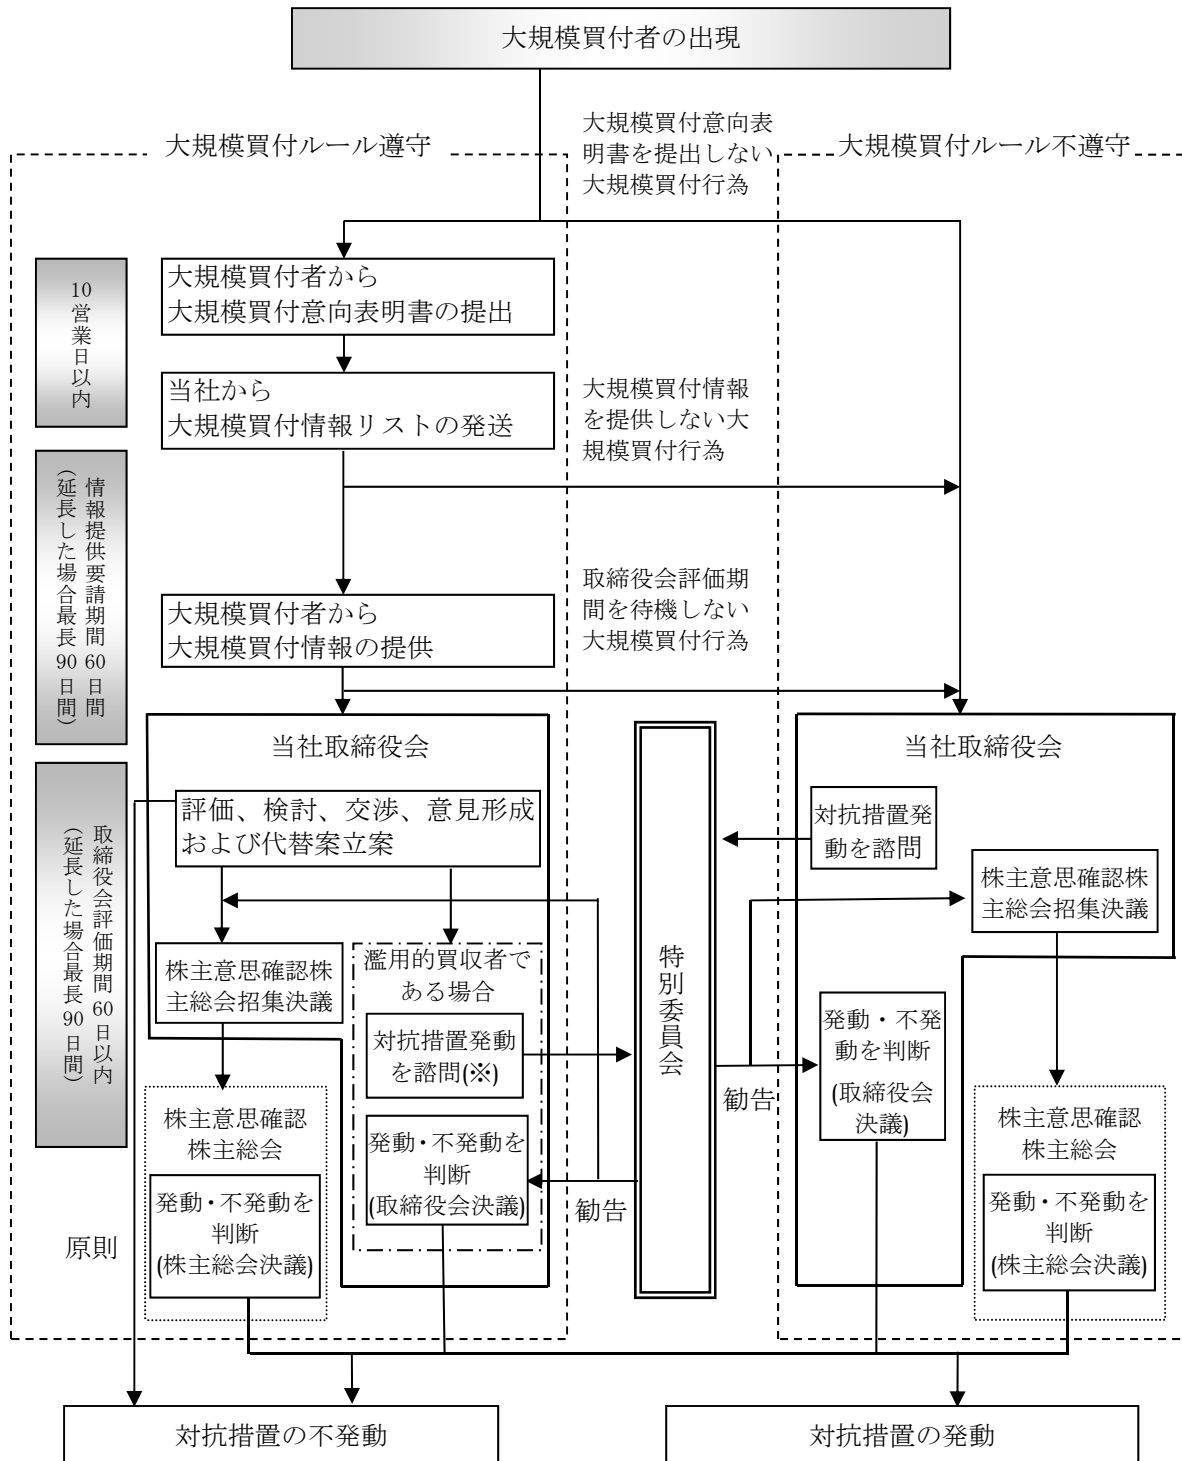 大規模買付者の出現
大規模買付ルール遵守
大規模買付意向表
明書を提出しない
大規模買付行為
大規模買付ルール不遵守
10営業日以内
大規模買付者から
大規模買付意向表明書の提出
当社から
大規模買付情報リストの発送
大規模買付情報
を提供しない大
規模買付行為
情報提供要請期間 60日間
(延長した場合最長 90日間)
大規模買付者から
大規模買付情報の提供
取締役会評価期
間を待機しない
大規模買付行為
取締役会評価期間 60日以内
(延長した場合最長 90日間)
当社取締役会
評価、検討、交渉、意見形成
および代替案立案
株主意思確認株
主総会招集決議
濫用的買収者で
ある場合
対抗措置発動
を諮問(※)
発動・不発動を
判断
(取締役会決議)
株主意思確認
株主総会
発動・不発動を
判断
(株主総会決議)
原則
勧告
特別委員会
勧告
当社取締役会
対抗措置発
動を諮問
株主意思確認株
主総会招集決議
発動・不発
動を判断
(取締役会
決議)
株主意思確認
株主総会
発動・不発動を
判断
(株主総会決議)
対抗措置の不発動
対抗措置の発動